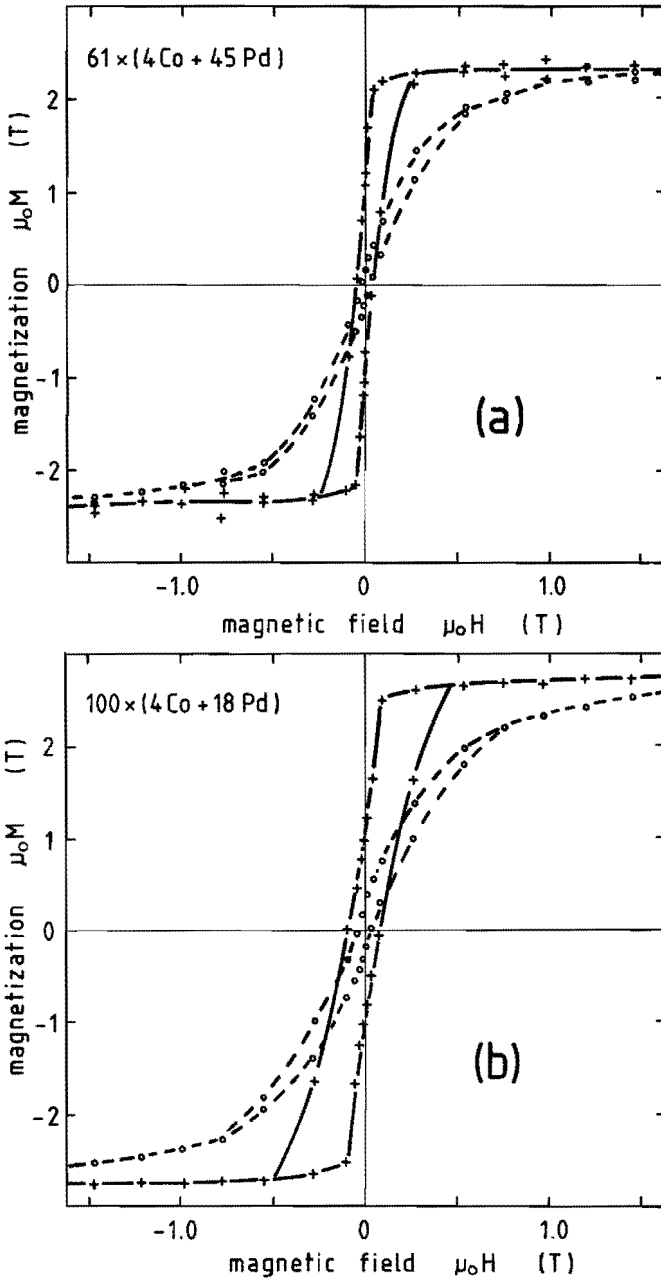 61×(4Co+45Pd)
magnetization μ₀M (T)
2
1
0
-1
-2
(a)
-1.0
0
1.0
magnetic field μ₀H (T)
100×(4Co+18Pd)
magnetization μ₀M (T)
2
1
0
-1
-2
(b)
-1.0
0
1.0
magnetic field μ₀H (T)